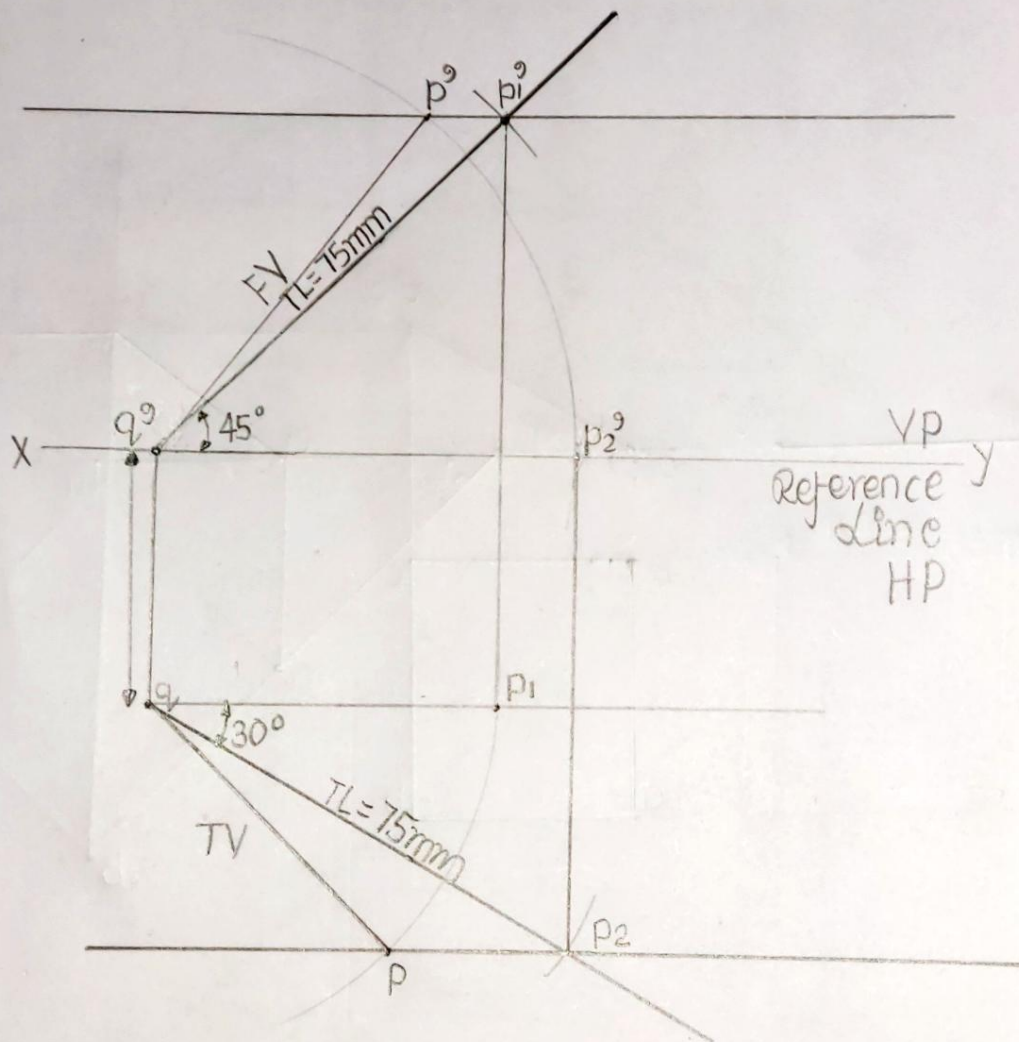 p' p1'
FV
TL=75mm
q' 45° p2' VP
X Y
Reference
Line
HP
q p1
30°
TL=75mm
TV
p2
p